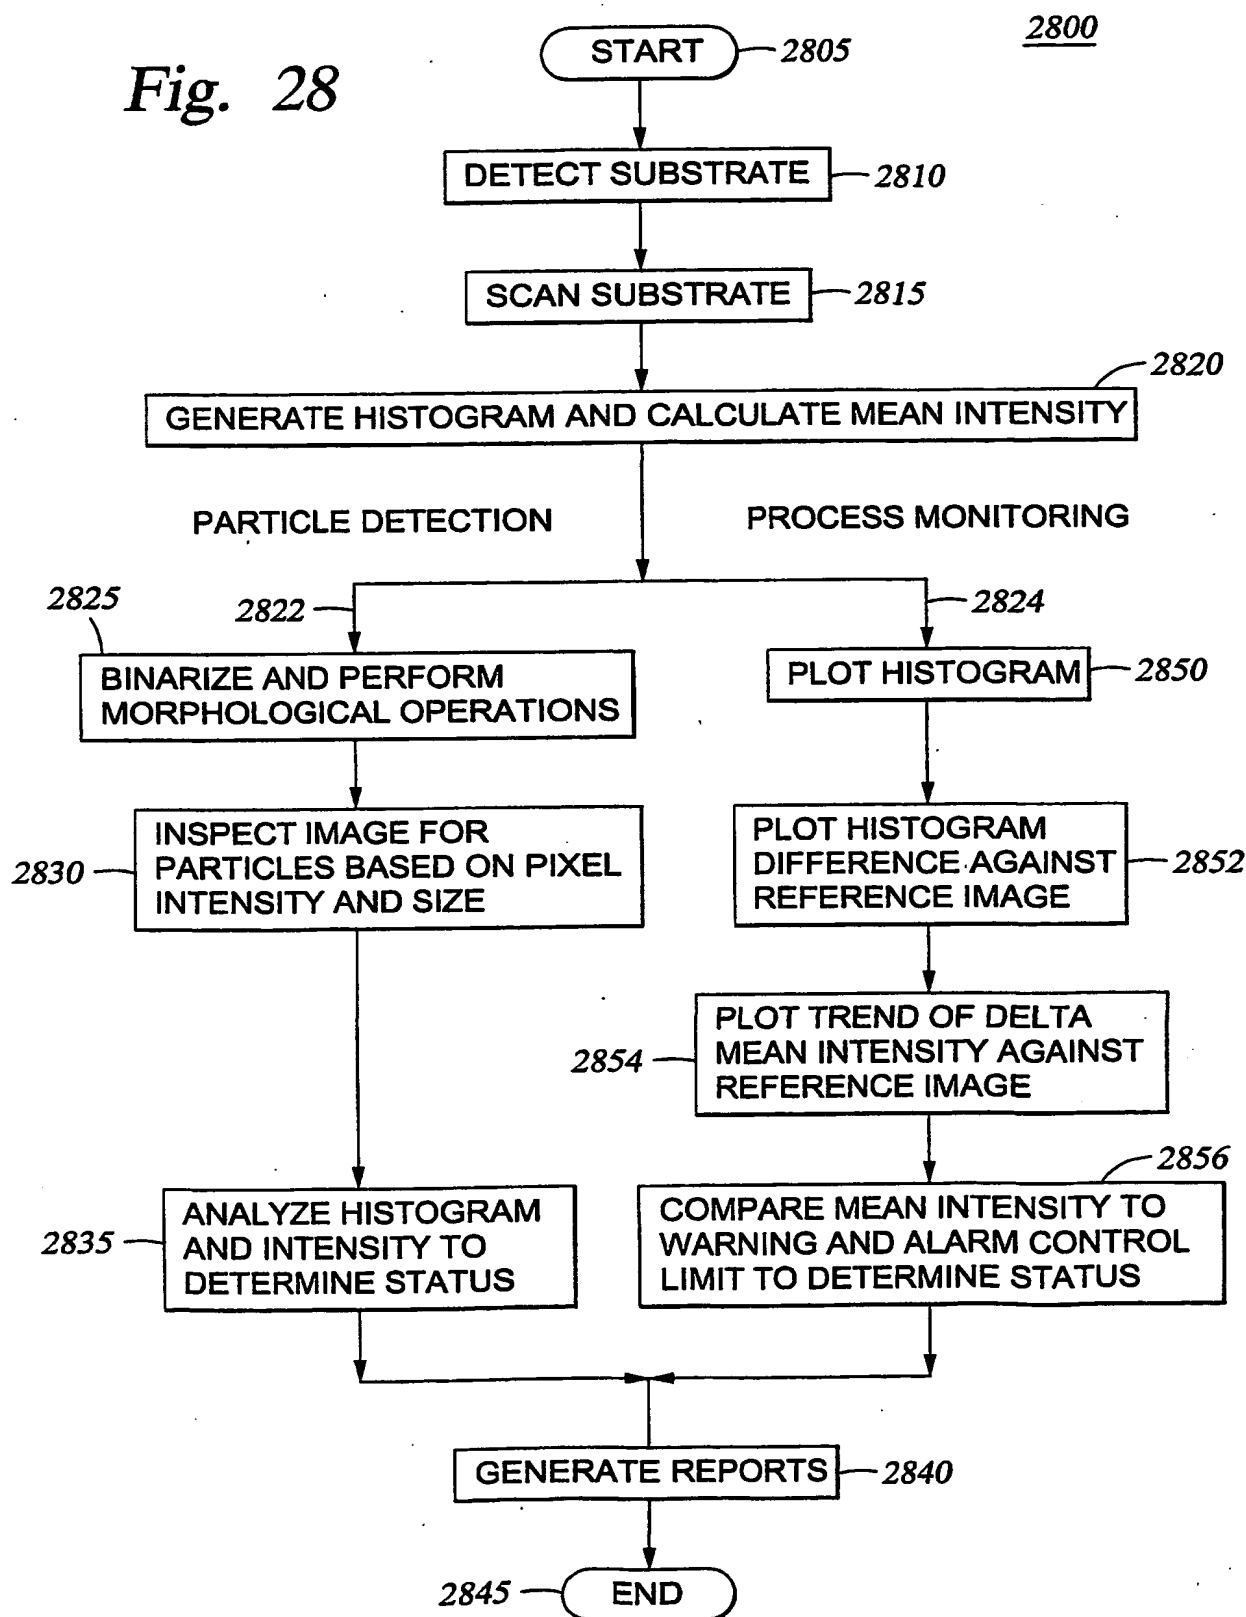 2800
Fig. 28
START
2805
DETECT SUBSTRATE
2810
SCAN SUBSTRATE
2815
2820
GENERATE HISTOGRAM AND CALCULATE MEAN INTENSITY
PARTICLE DETECTION
PROCESS MONITORING
2825
2822
2824
BINARIZE AND PERFORM
MORPHOLOGICAL OPERATIONS
PLOT HISTOGRAM
2850
INSPECT IMAGE FOR
PARTICLES BASED ON PIXEL
INTENSITY AND SIZE
2830
PLOT HISTOGRAM
DIFFERENCE AGAINST
REFERENCE IMAGE
2852
PLOT TREND OF DELTA
MEAN INTENSITY AGAINST
REFERENCE IMAGE
2854
2856
ANALYZE HISTOGRAM
AND INTENSITY TO
DETERMINE STATUS
2835
COMPARE MEAN INTENSITY TO
WARNING AND ALARM CONTROL
LIMIT TO DETERMINE STATUS
GENERATE REPORTS
2840
2845
END